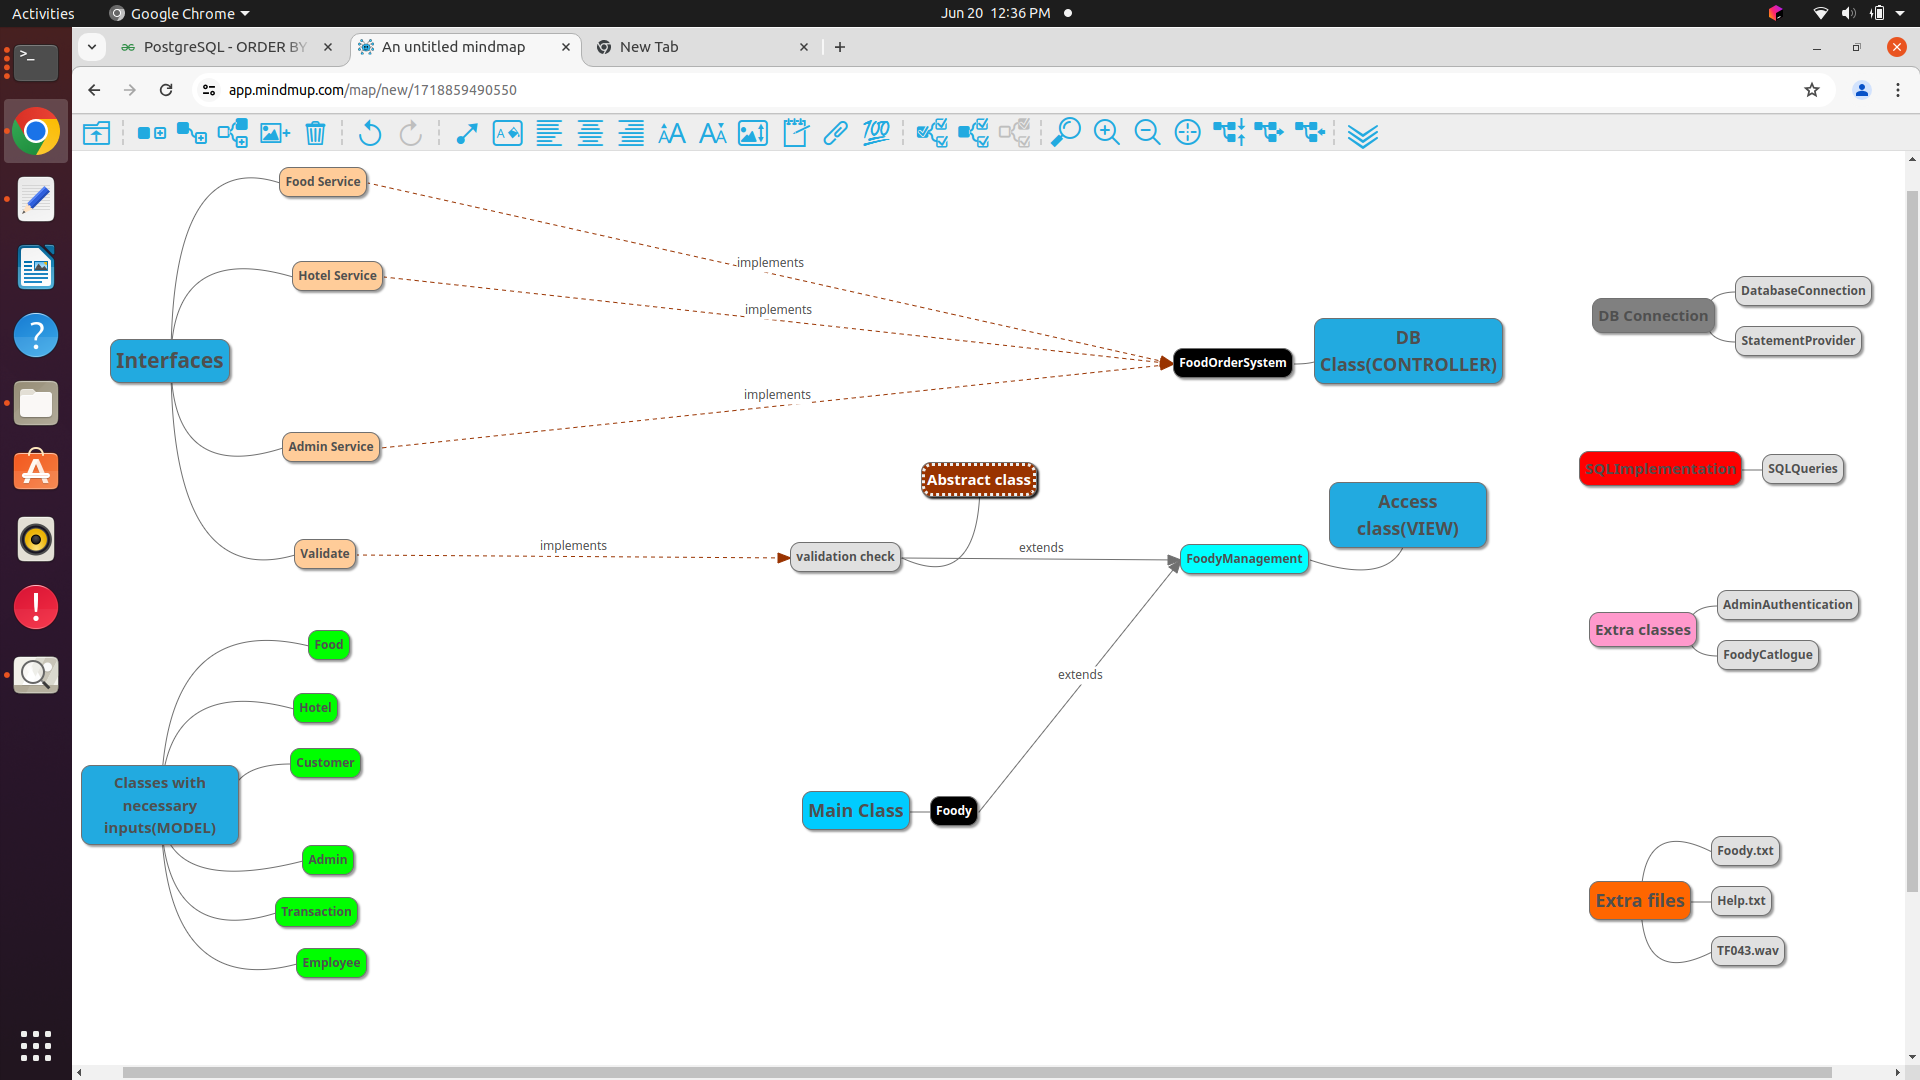 Activities
Google Chrome
Jun 20 12:36 PM
PostgreSQL - ORDER BY
An untitled mindmap
New Tab
app.mindmup.com/map/new/1718859490550
Food Service
Hotel Service
Interfaces
Admin Service
Validate
implements
implements
implements
implements
FoodOrderSystem
DB
Class(CONTROLLER)
Abstract class
validation check
extends
FoodyManagement
Access
class(VIEW)
extends
Main Class
Foody
Food
Hotel
Customer
Classes with
necessary
inputs(MODEL)
Admin
Transaction
Employee
DB Connection
DatabaseConnection
StatementProvider
SQLImplementation
SQLQueries
Extra classes
AdminAuthentication
FoodyCatlogue
Extra files
Foody.txt
Help.txt
TF043.wav